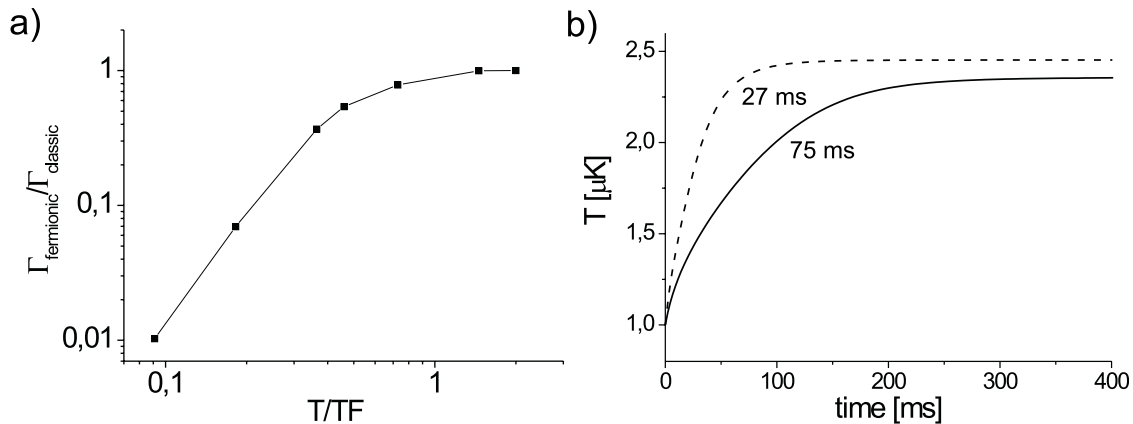 a)
Γfermionic/Γclassic
1
0,1
0,01
0,1
1
T/TF
b)
T [µK]
2,5
2,0
1,5
1,0
27 ms
75 ms
0
100
200
300
400
time [ms]